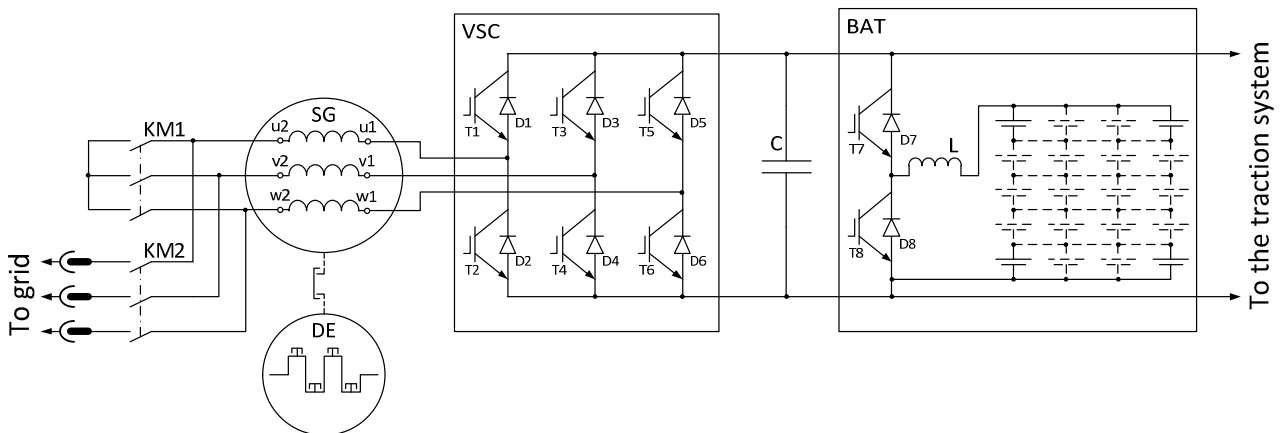 VSC
BAT
KM1
SG
u2
u1
v2
v1
w2
w1
T1
D1
T3
D3
T5
D5
T2
D2
T4
D4
T6
D6
C
T7
D7
L
T8
D8
KM2
DE
To grid
To the traction system